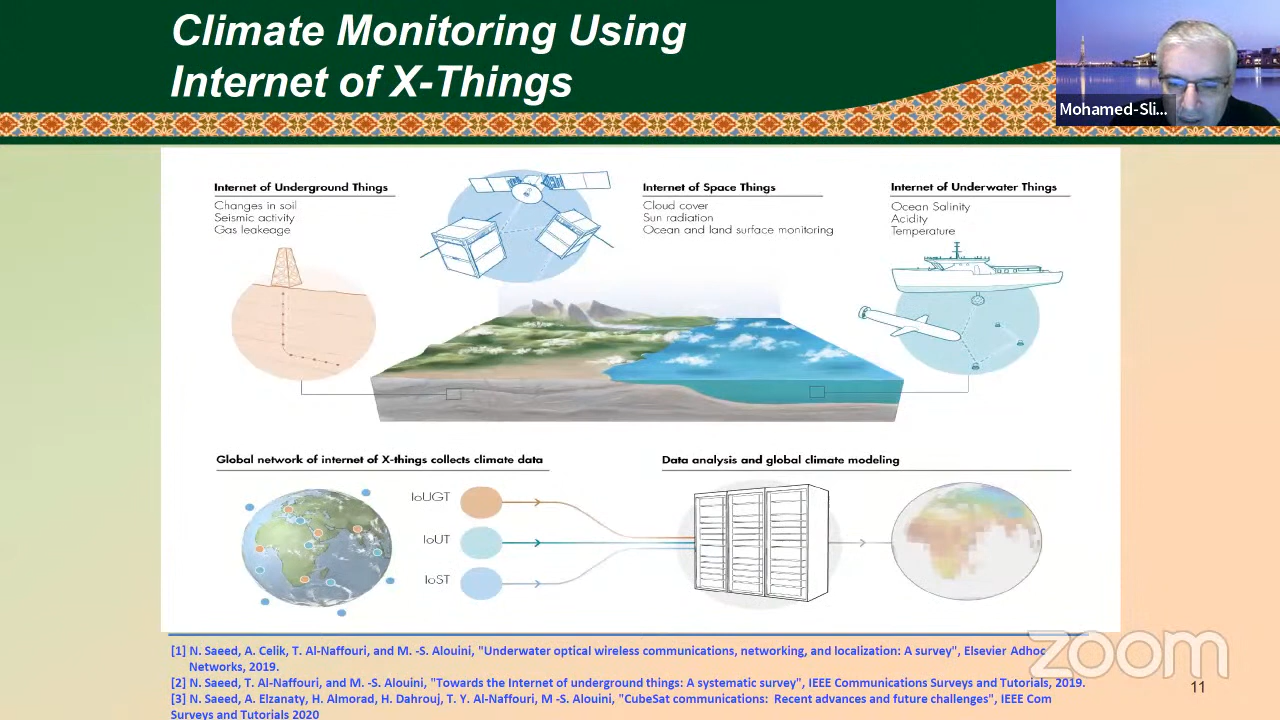 Climate Monitoring Using
Internet of X-Things
Mohamed-Sli...
Internet of Underground Things
Changes in soil
Seismic activity
Gas leakeage
Internet of Space Things
Cloud cover
Sun radiation
Ocean and land surface monitoring
Internet of Underwater Things
Ocean Salinity
Acidity
Temperature
Global network of internet of X-things collects climate data
IoUGT
IoUT
IoST
Data analysis and global climate modeling
[1] N. Saeed, A. Celik, T. Al-Naffouri, and M. -S. Alouini, "Underwater optical wireless communications, networking, and localization: A survey", Elsevier Adhoc
Networks, 2019.
[2] N. Saeed, T. Al-Naffouri, and M. -S. Alouini, "Towards the Internet of underground things: A systematic survey", IEEE Communications Surveys and Tutorials, 2019.
[3] N. Saeed, A. Elzanaty, H. Almorad, H. Dahrouj, T. Y. Al-Naffouri, M -S. Alouini, "CubeSat communications: Recent advances and future challenges", IEEE Com
Surveys and Tutorials 2020
zoom
11